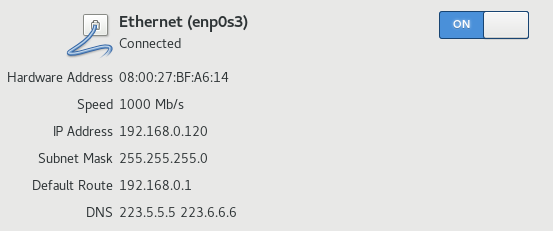 Ethernet (enp0s3)
ON
Connected
Hardware Address 08:00:27:BF:A6:14
Speed 1000 Mb/s
IP Address 192.168.0.120
Subnet Mask 255.255.255.0
Default Route 192.168.0.1
DNS 223.5.5.5 223.6.6.6